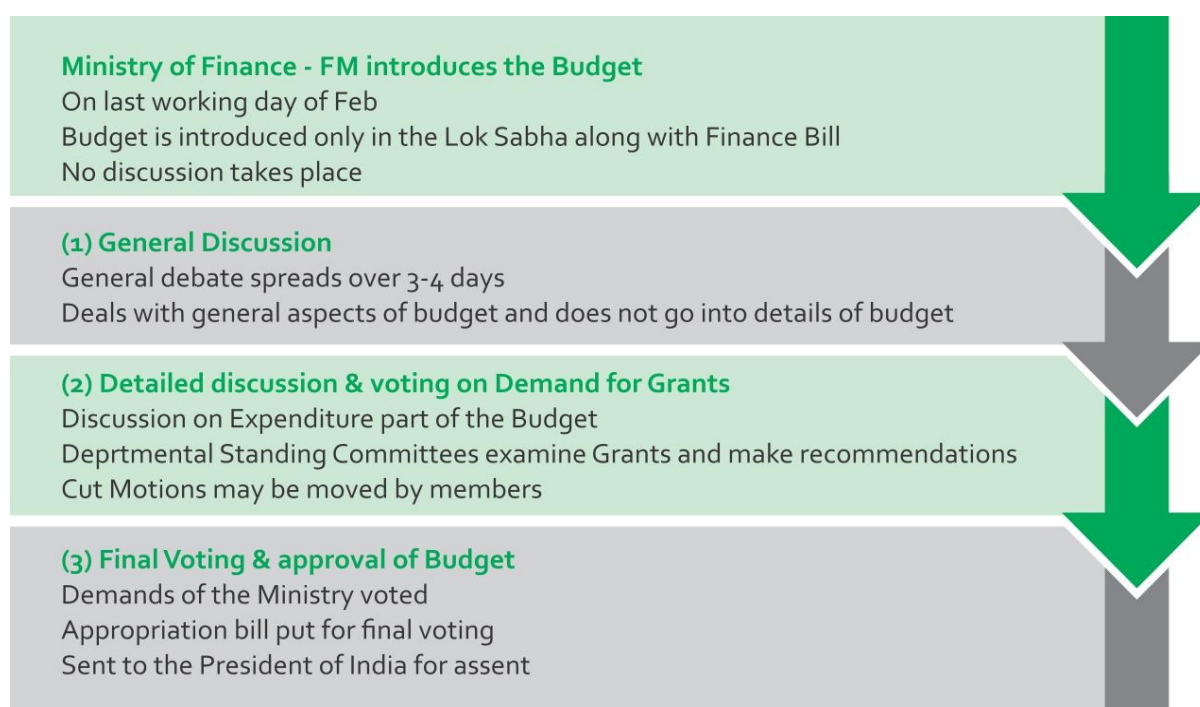 Ministry of Finance - FM introduces the Budget
On last working day of Feb
Budget is introduced only in the Lok Sabha along with Finance Bill
No discussion takes place
(1) General Discussion
General debate spreads over 3-4 days
Deals with general aspects of budget and does not go into details of budget
(2) Detailed discussion & voting on Demand for Grants
Discussion on Expenditure part of the Budget
Deprtmental Standing Committees examine Grants and make recommendations
Cut Motions may be moved by members
(3) Final Voting & approval of Budget
Demands of the Ministry voted
Appropriation bill put for final voting
Sent to the President of India for assent